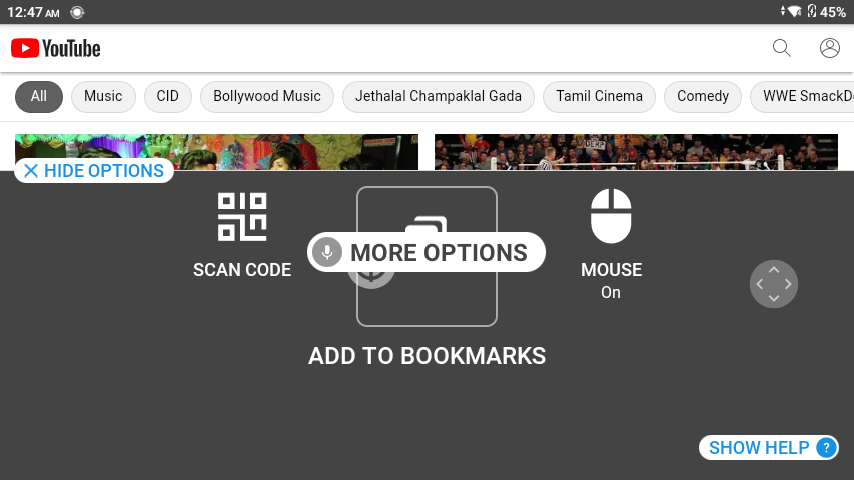 12:47 AM 45%
YouTube
All Music CID Bollywood Music Jethalal Champaklal Gada Tamil Cinema Comedy WWE SmackD
HIDE OPTIONS
MORE OPTIONS
SCAN CODE MOUSE
On
ADD TO BOOKMARKS
SHOW HELP ?